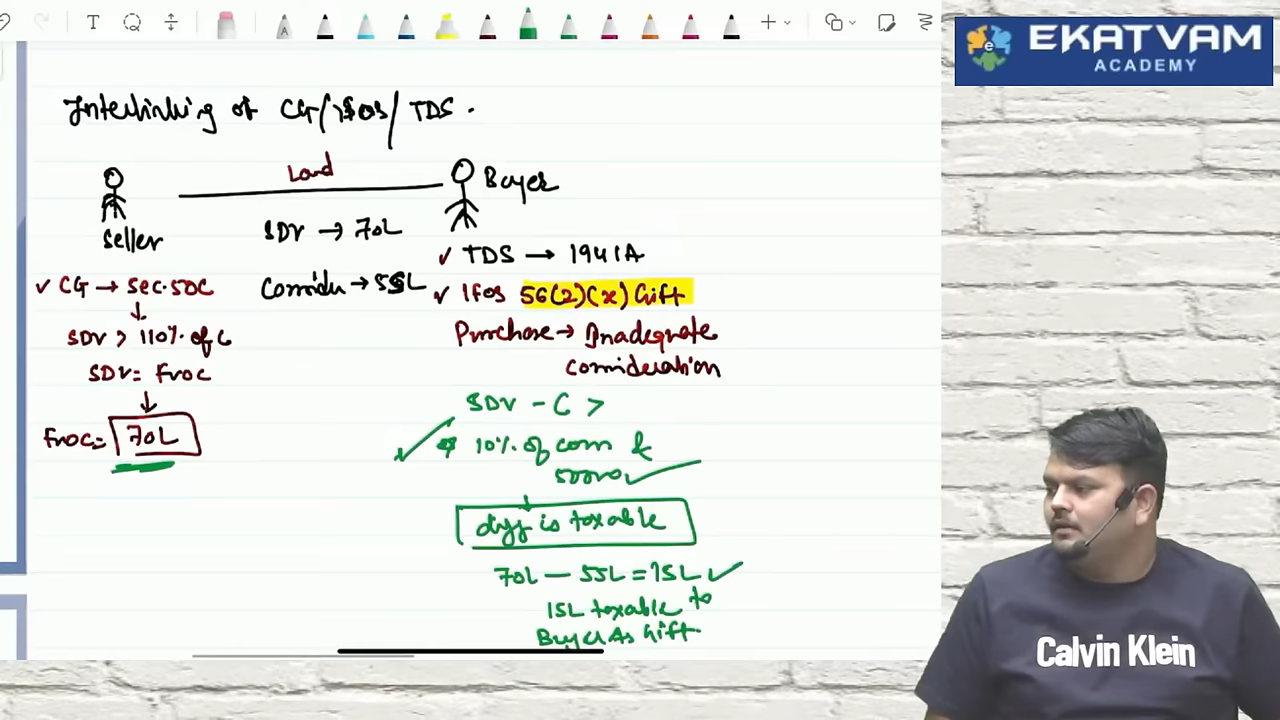 EKATVAM
ACADEMY
Interlinking of CG/IFOS/TDS.
Land
Buyer
Seller
SDV → 70L
✓ TDS → 194IA
✓ CG → Sec.50C
Consider → 55L
✓ IFOS 56(2)(x) Gift
SDV > 110% of C
Purchase → Inadequate
consideration
SDV = FVOC
SDV - C >
FVOC = 70L
10% of con &
50000 ✓
diff is taxable
70L — 55L = 15L ✓
15L taxable to
Buyer As Gift.
Calvin Klein